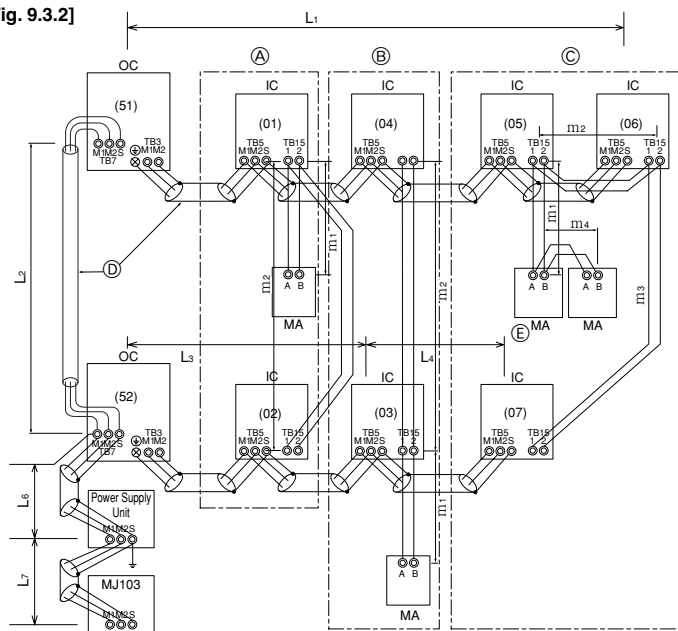 ig. 9.3.2]
L1
A B C
OC IC IC IC IC
(51) (01) (04) (05) (06)
TB3 TB5 TB15 TB5 TB5 TB15 TB5 TB15
M1M2S M1M2 M1M2S 1 2 M1M2S 1 2 M1M2S 1 2 M1M2S 1 2
TB7
m2
m1
m4
m3
L2
D
m2
m1
m2
A B
MA
A B A B
E
MA MA
OC L3 L4
IC IC IC
(52) (02) (03) (07)
TB3 TB5 TB15 TB5 TB15 TB5 TB15
M1M2S M1M2 M1M2S 1 2 M1M2S 1 2 M1M2S 1 2
TB7
L6
Power Supply
Unit
M1M2S
m1
A B
MA
L7
MJ103
M1M2S